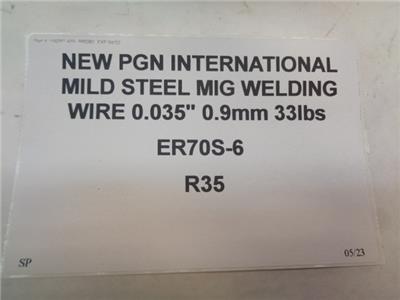 NEW PGN INTERNATIONAL
MILD STEEL MIG WELDING
WIRE 0.035" 0.9mm 33lbs
ER70S-6
R35
SP
05/23